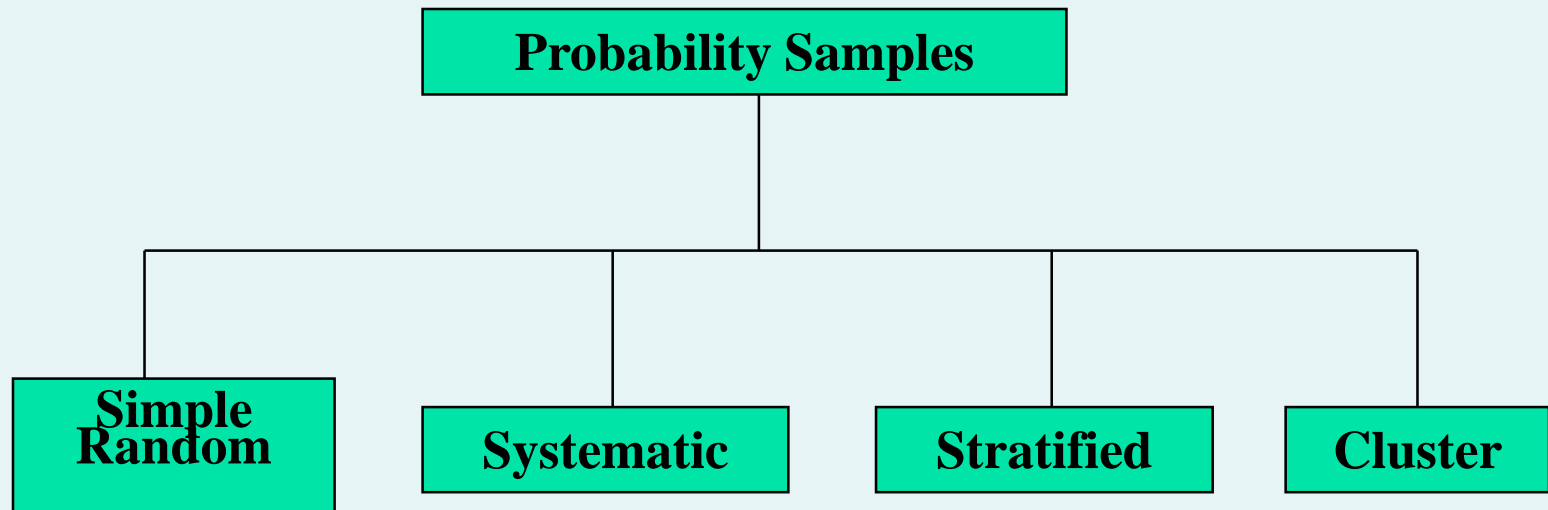 Probability Samples
Simple
Random
Systematic
Stratified
Cluster